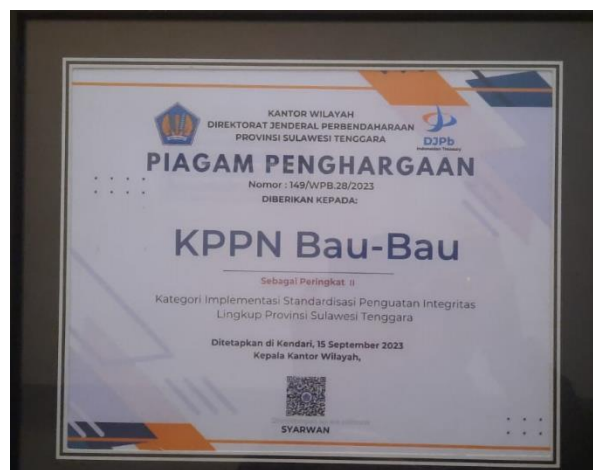 KANTOR WILAYAH
DIREKTORAT JENDERAL PERBENDAHARAAN
PROVINSI SULAWESI TENGGARA
DJPb
PIAGAM PENGHARGAAN
Nomor : 149/WPB.28/2023
DIBERIKAN KEPADA:
KPPN Bau-Bau
Sebagai Peringkat II
Kategori Implementasi Standardisasi Penguatan Integritas
Lingkup Provinsi Sulawesi Tenggara
Ditetapkan di Kendari, 15 September 2023
Kepala Kantor Wilayah,
SYARWAN